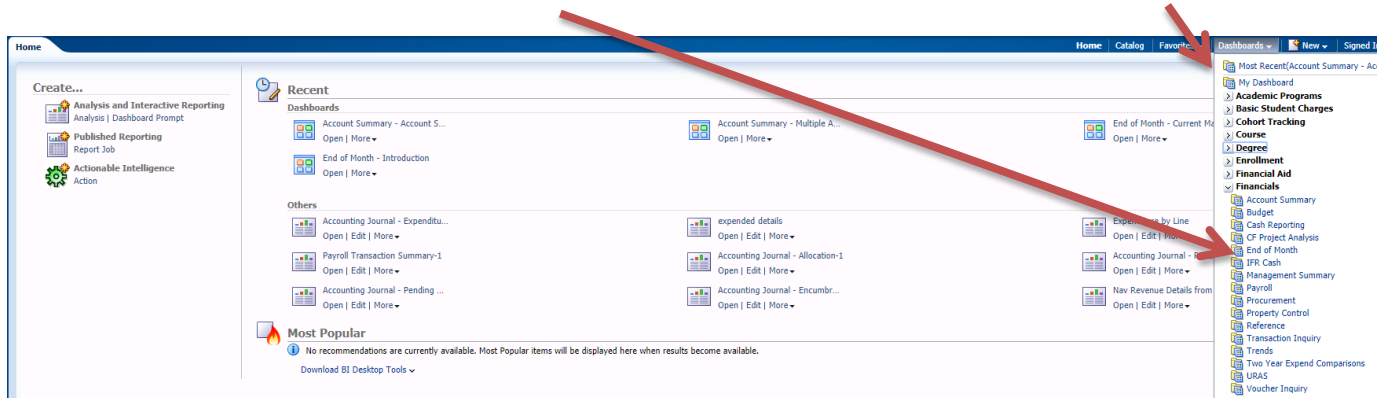 Home
Home Catalog Favorite Dashboards New Signed I
Create...
Analysis and Interactive Reporting
Analysis | Dashboard Prompt
Published Reporting
Report Job
Actionable Intelligence
Action
Recent
Dashboards
Account Summary - Account S...
Open | More
Account Summary - Multiple A...
Open | More
End of Month - Current Ma
Open | More
End of Month - Introduction
Open | More
Others
Accounting Journal - Expenditu...
Open | Edit | More
expended details
Open | Edit | More
by Line
Open | Edit |
Payroll Transaction Summary-1
Open | Edit | More
Accounting Journal - Allocation-1
Open | Edit | More
Accounting Journal -
Open | Edit | More
Accounting Journal - Pending ...
Open | Edit | More
Accounting Journal - Encumbr...
Open | Edit | More
Nav Revenue Details from
Open | Edit | More
Most Popular
No recommendations are currently available. Most Popular items will be displayed here when results become available.
Download BI Desktop Tools
Most Recent(Account Summary - Acc
My Dashboard
Academic Programs
Basic Student Charges
Cohort Tracking
Course
Degree
Enrollment
Financial Aid
Financials
Account Summary
Budget
Cash Reporting
CF Project Analysis
End of Month
IFR Cash
Management Summary
Payroll
Procurement
Property Control
Reference
Transaction Inquiry
Trends
Two Year Expend Comparisons
URAS
Voucher Inquiry